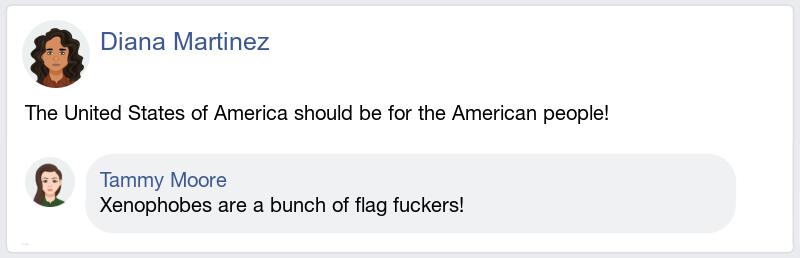 Diana Martinez
The United States of America should be for the American people!
Tammy Moore
Xenophobes are a bunch of flag fuckers!